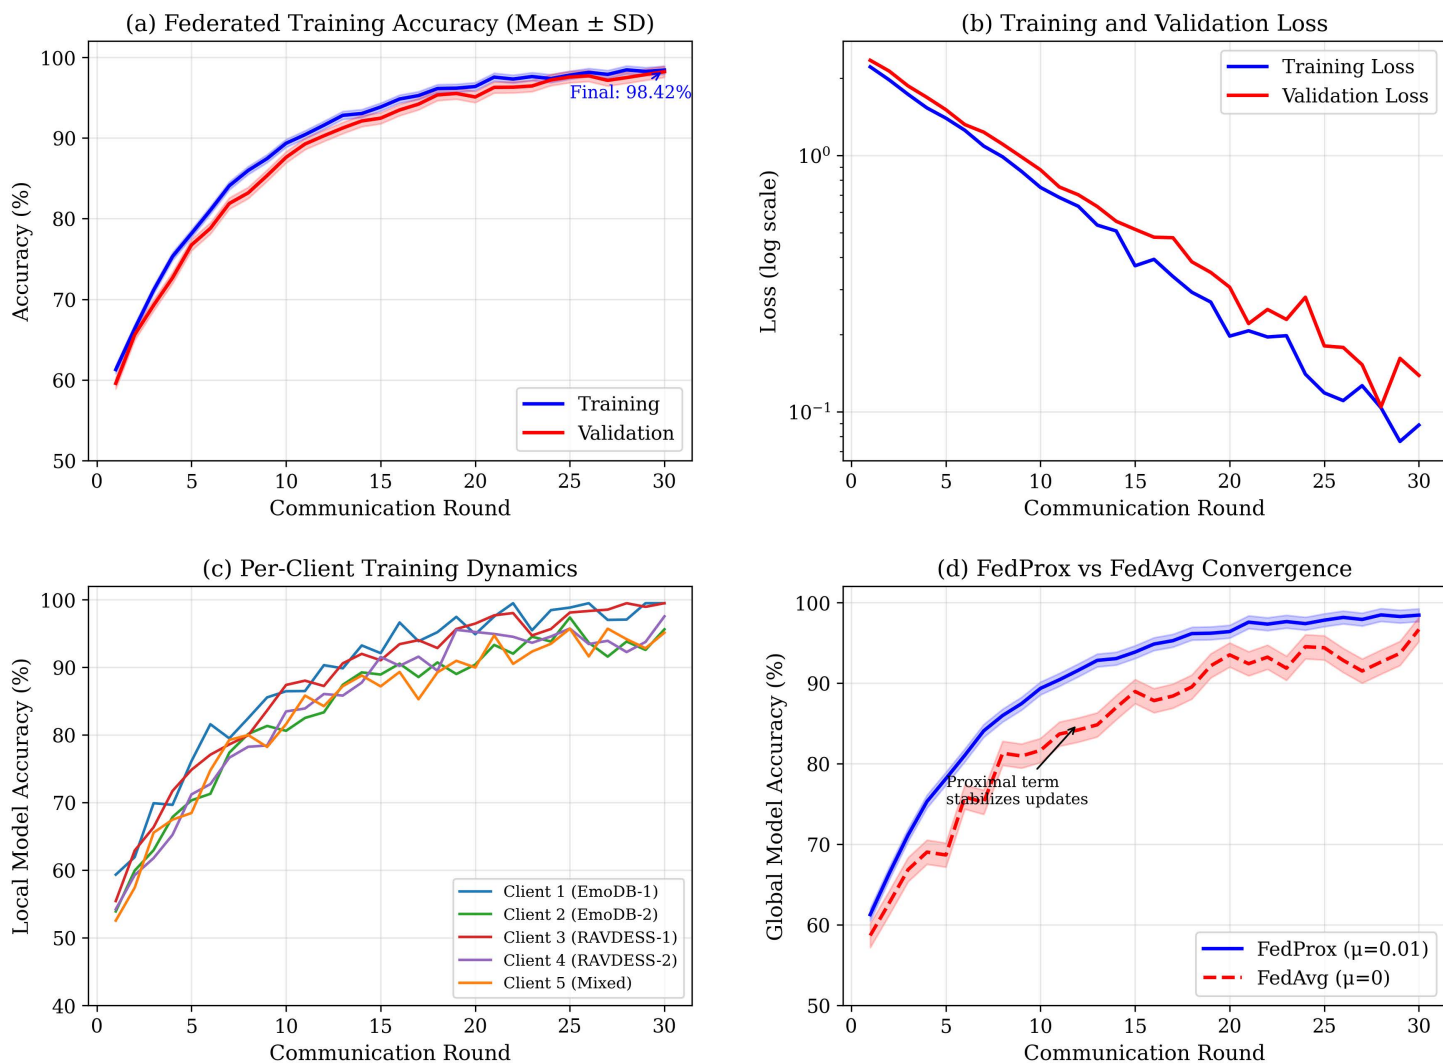 (a) Federated Training Accuracy (Mean ± SD)
Accuracy (%)
100
90
80
70
60
50
Final: 98.42%
Training
Validation
0 5 10 15 20 25 30
Communication Round
(b) Training and Validation Loss
Loss (log scale)
10⁰
10⁻¹
Training Loss
Validation Loss
0 5 10 15 20 25 30
Communication Round
(c) Per-Client Training Dynamics
Local Model Accuracy (%)
100
90
80
70
60
50
40
Client 1 (EmoDB-1)
Client 2 (EmoDB-2)
Client 3 (RAVDESS-1)
Client 4 (RAVDESS-2)
Client 5 (Mixed)
0 5 10 15 20 25 30
Communication Round
(d) FedProx vs FedAvg Convergence
Global Model Accuracy (%)
100
90
80
70
60
50
Proximal term
stabilizes updates
FedProx (μ=0.01)
FedAvg (μ=0)
0 5 10 15 20 25 30
Communication Round